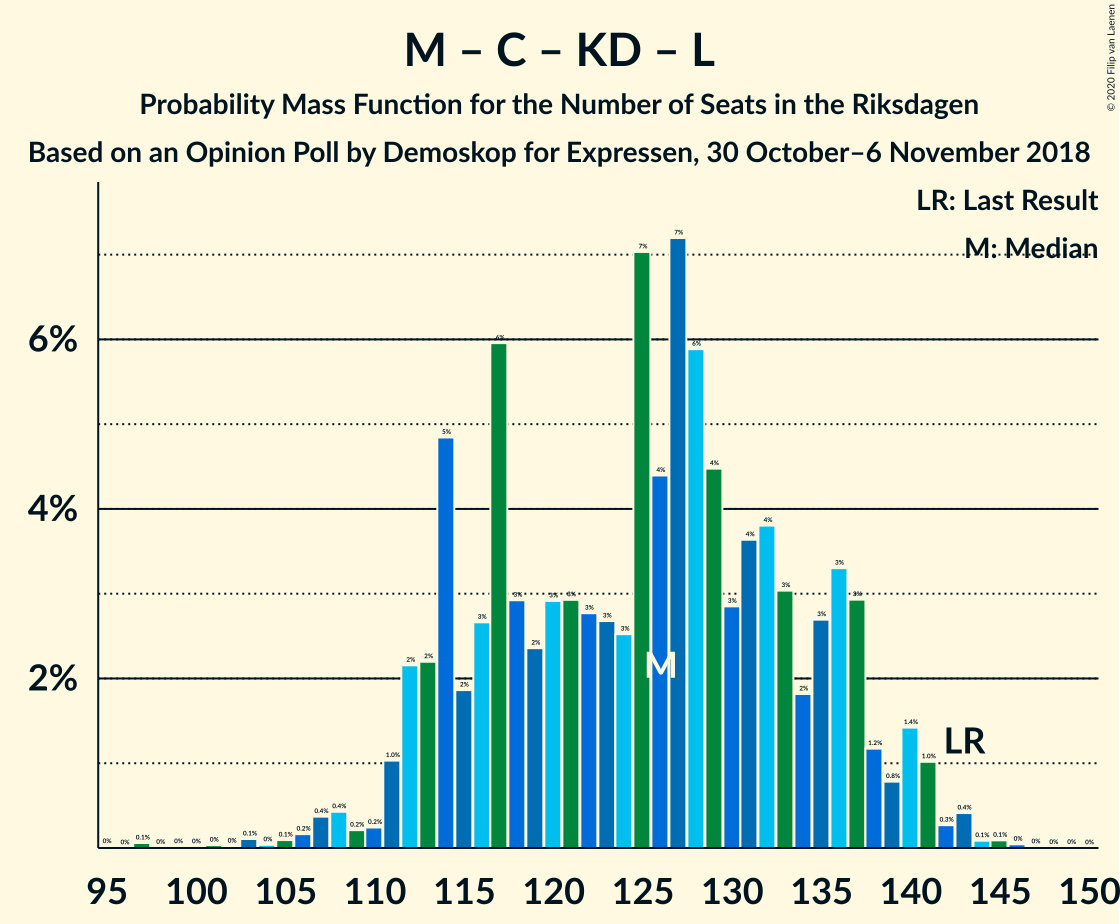 M – C – KD – L
Probability Mass Function for the Number of Seats in the Riksdagen
Based on an Opinion Poll by Demoskop for Expressen, 30 October–6 November 2018
© 2020 Filip van Laenen
LR: Last Result
M: Median
6%
4%
2%
0% 0% 0.1% 0% 0% 0% 0% 0% 0.1% 0% 0.1% 0.2% 0.4% 0.4% 0.2% 0.2% 1.0% 2% 2% 5% 2% 3% 6% 3% 2% 3% 3% 3% 3% 3% 7% 4% 7% 6% 4% 3% 4% 4% 3% 2% 3% 3% 3% 1.2% 0.8% 1.4% 1.0% 0.3% 0.4% 0.1% 0.1% 0% 0% 0% 0% 0%
M
LR
95 100 105 110 115 120 125 130 135 140 145 150